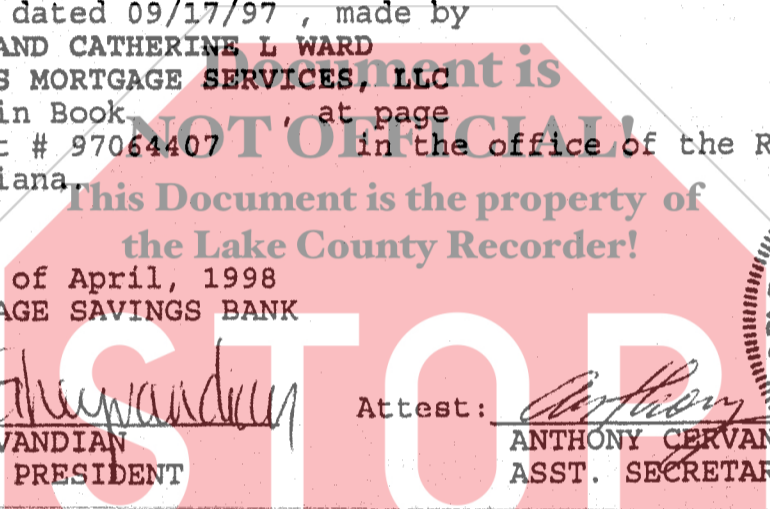 dated 09/17/97 , made by
AND CATHERINE L WARD
S MORTGAGE SERVICES, LLC
in Book , at page
t # 97064407 in the office of the R
iana.
Document is
NOT OFFICIAL!
This Document is the property of
the Lake County Recorder!
of April, 1998
AGE SAVINGS BANK
STOP
Attest:
VANDIAN ANTHONY CERVAN
PRESIDENT ASST. SECRETAR